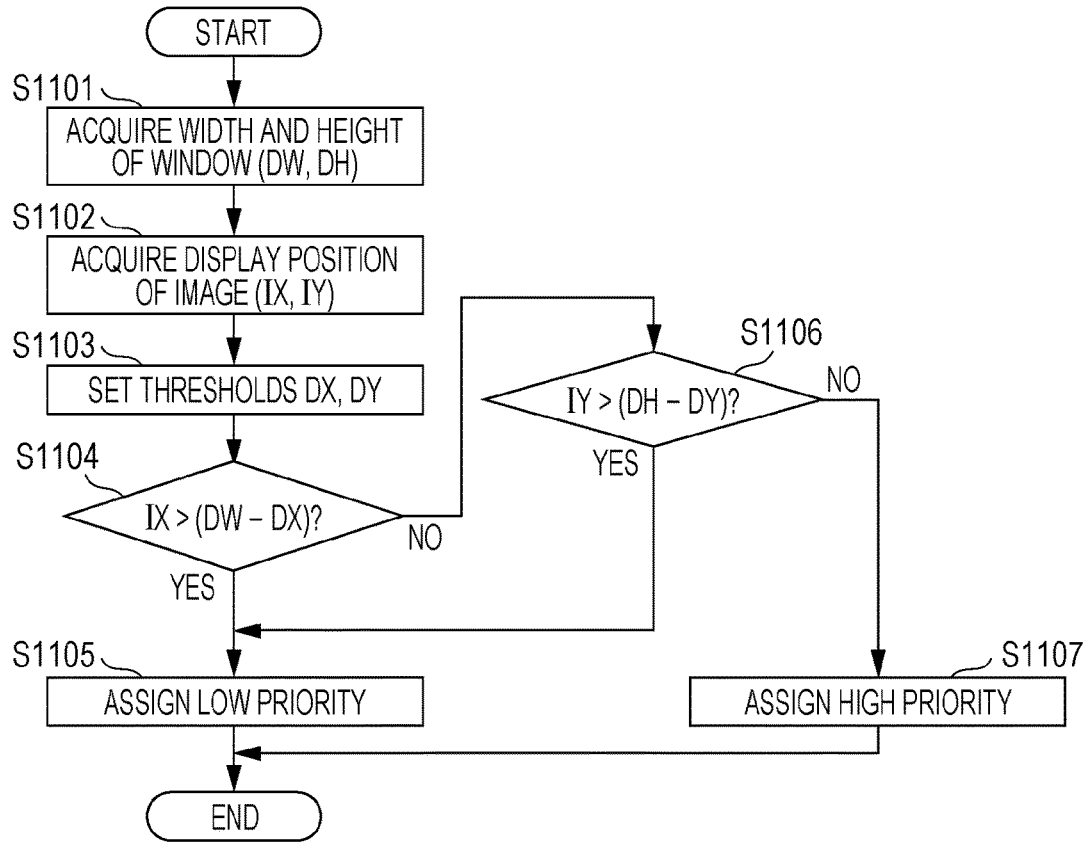 START
S1101
ACQUIRE WIDTH AND HEIGHT
OF WINDOW (DW, DH)
S1102
ACQUIRE DISPLAY POSITION
OF IMAGE (IX, IY)
S1103
SET THRESHOLDS DX, DY
S1104
IX > (DW – DX)?
NO
YES
S1106
IY > (DH – DY)?
NO
YES
S1105
ASSIGN LOW PRIORITY
S1107
ASSIGN HIGH PRIORITY
END